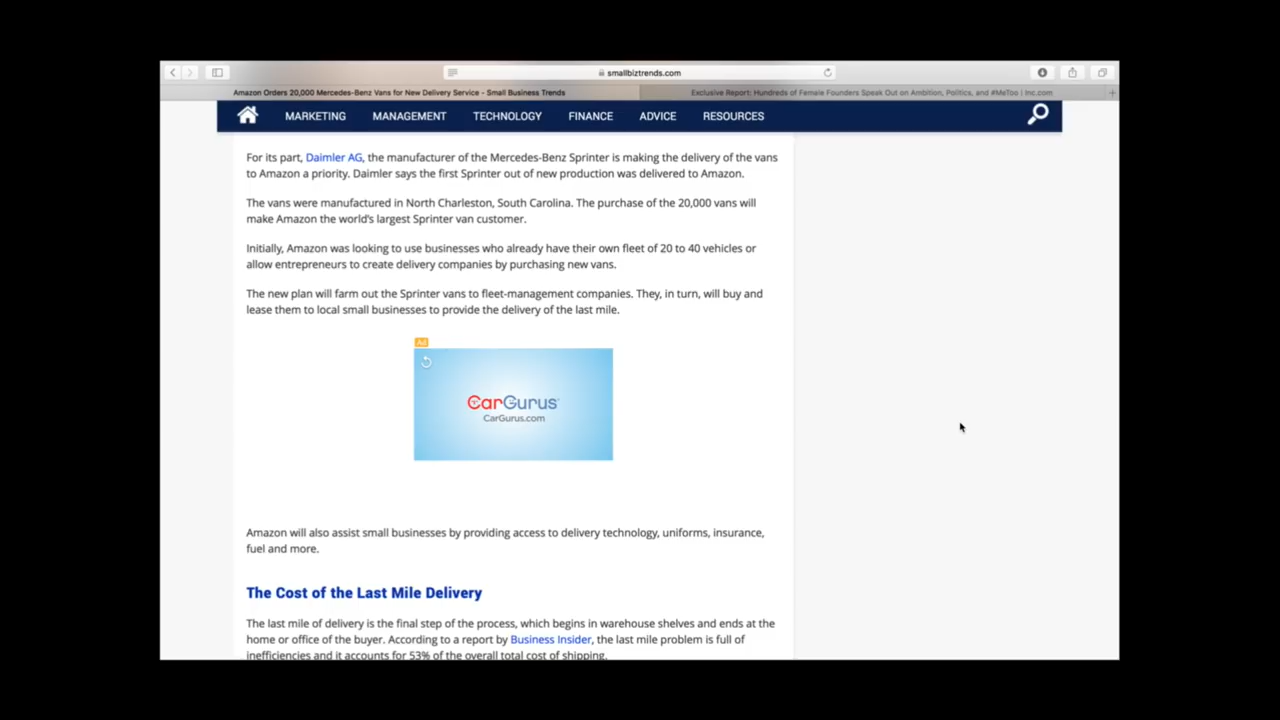 smallbiztrends.com
Amazon Orders 20,000 Mercedes-Benz Vans for New Delivery Service - Small Business Trends
Exclusive Report: Hundreds of Female Founders Speak Out on Ambition, Politics, and #MeToo | Inc.com
MARKETING MANAGEMENT TECHNOLOGY FINANCE ADVICE RESOURCES
For its part, Daimler AG, the manufacturer of the Mercedes-Benz Sprinter is making the delivery of the vans
to Amazon a priority. Daimler says the first Sprinter out of new production was delivered to Amazon.
The vans were manufactured in North Charleston, South Carolina. The purchase of the 20,000 vans will
make Amazon the world's largest Sprinter van customer.
Initially, Amazon was looking to use businesses who already have their own fleet of 20 to 40 vehicles or
allow entrepreneurs to create delivery companies by purchasing new vans.
The new plan will farm out the Sprinter vans to fleet-management companies. They, in turn, will buy and
lease them to local small businesses to provide the delivery of the last mile.
Ad
CarGurus
CarGurus.com
Amazon will also assist small businesses by providing access to delivery technology, uniforms, insurance,
fuel and more.
The Cost of the Last Mile Delivery
The last mile of delivery is the final step of the process, which begins in warehouse shelves and ends at the
home or office of the buyer. According to a report by Business Insider, the last mile problem is full of
inefficiencies and it accounts for 53% of the overall total cost of shipping.